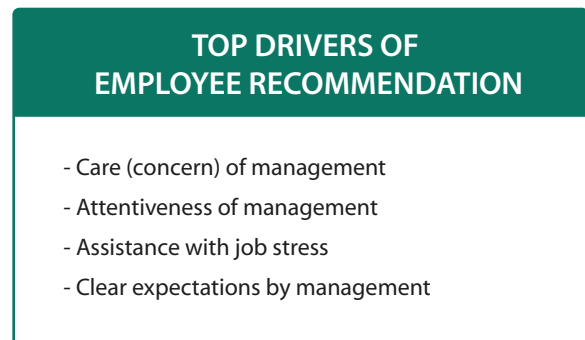 TOP DRIVERS OF
EMPLOYEE RECOMMENDATION
- Care (concern) of management
- Attentiveness of management
- Assistance with job stress
- Clear expectations by management